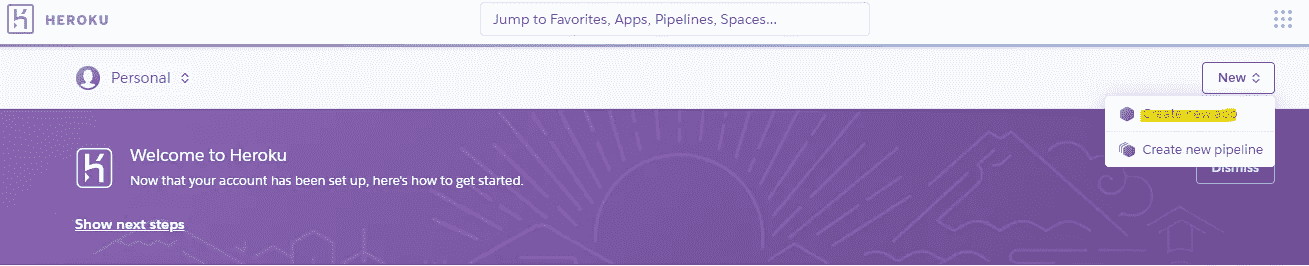 HEROKU
Jump to Favorites, Apps, Pipelines, Spaces...
Personal
New
Create new app
Create new pipeline
Welcome to Heroku
Now that your account has been set up, here's how to get started.
Dismiss
Show next steps